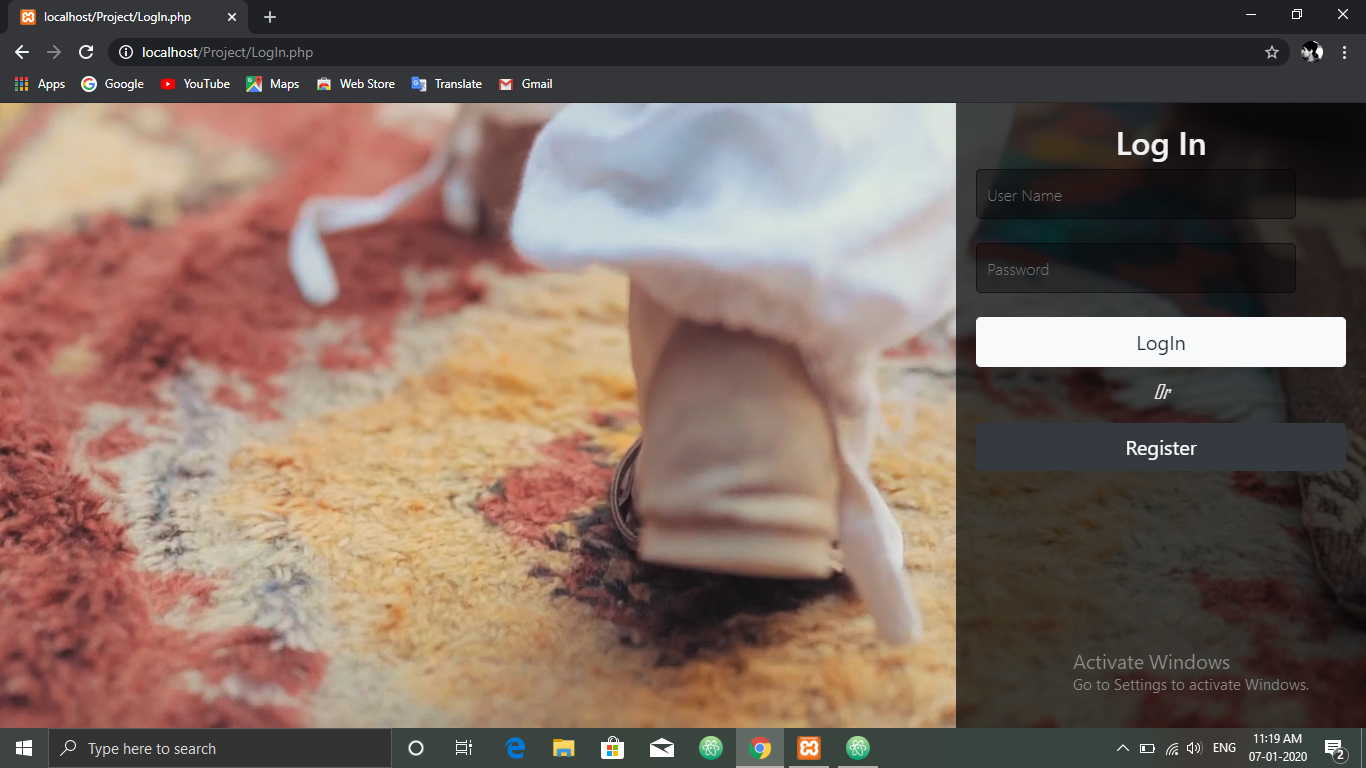 localhost/Project/LogIn.php
localhost/Project/LogIn.php
Apps Google YouTube Maps Web Store Translate Gmail
Log In
User Name
Password
LogIn
Or
Register
Activate Windows
Go to Settings to activate Windows.
Type here to search
ENG
11:19 AM
07-01-2020
2